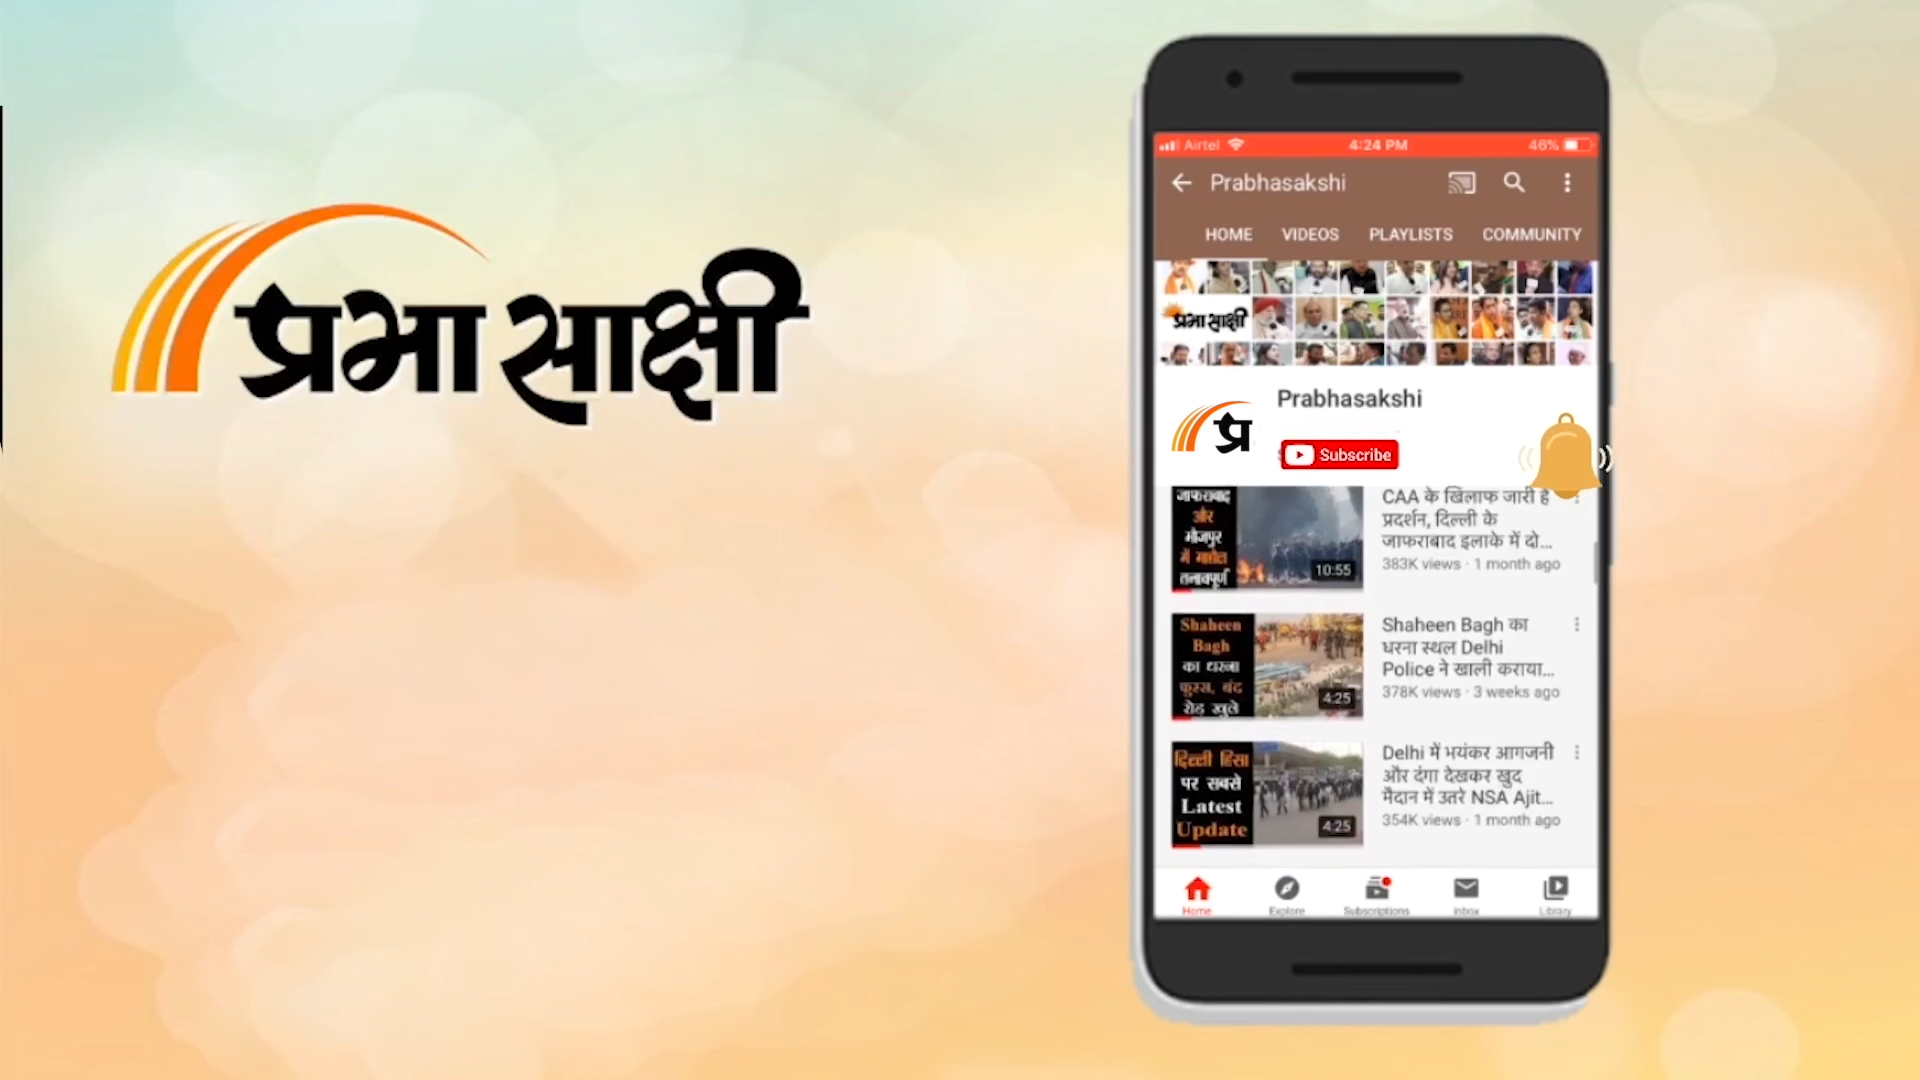 प्रभासाक्षी
Airtel 4:24 PM 46%
Prabhasakshi
HOME VIDEOS PLAYLISTS COMMUNITY
प्रभासाक्षी
Prabhasakshi
प्र
Subscribe
जाफराबाद
और
मौजपुर
में माहौल
तनावपूर्ण
10:55
CAA के खिलाफ जारी है
प्रदर्शन, दिल्ली के
जाफराबाद इलाके में दो...
383K views · 1 month ago
Shaheen
Bagh
का धरना
फुस्स, बंद
रोड खुले
4:25
Shaheen Bagh का
धरना स्थल Delhi
Police ने खाली कराया...
378K views · 3 weeks ago
दिल्ली हिंसा
पर सबसे
Latest
Update
4:25
Delhi में भयंकर आगजनी
और दंगा देखकर खुद
मैदान में उतरे NSA Ajit...
354K views · 1 month ago
Home Explore Subscriptions Inbox Library